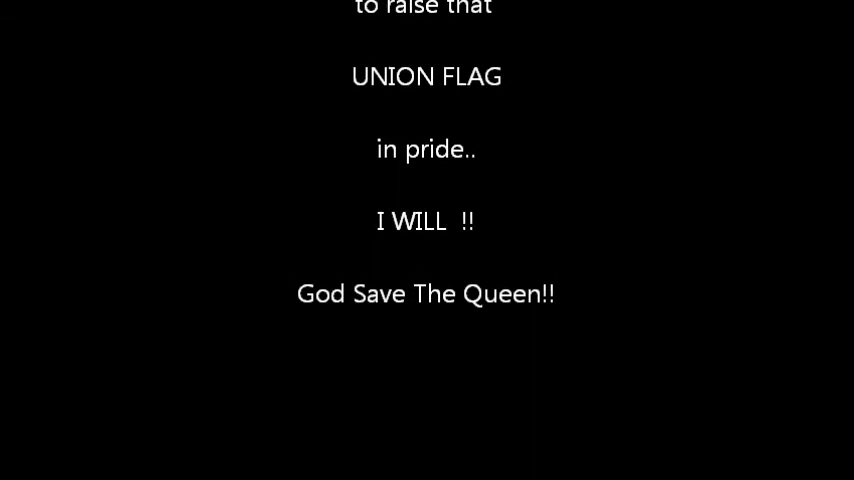 to raise that
UNION FLAG
in pride..
I WILL  !!
God Save The Queen!!